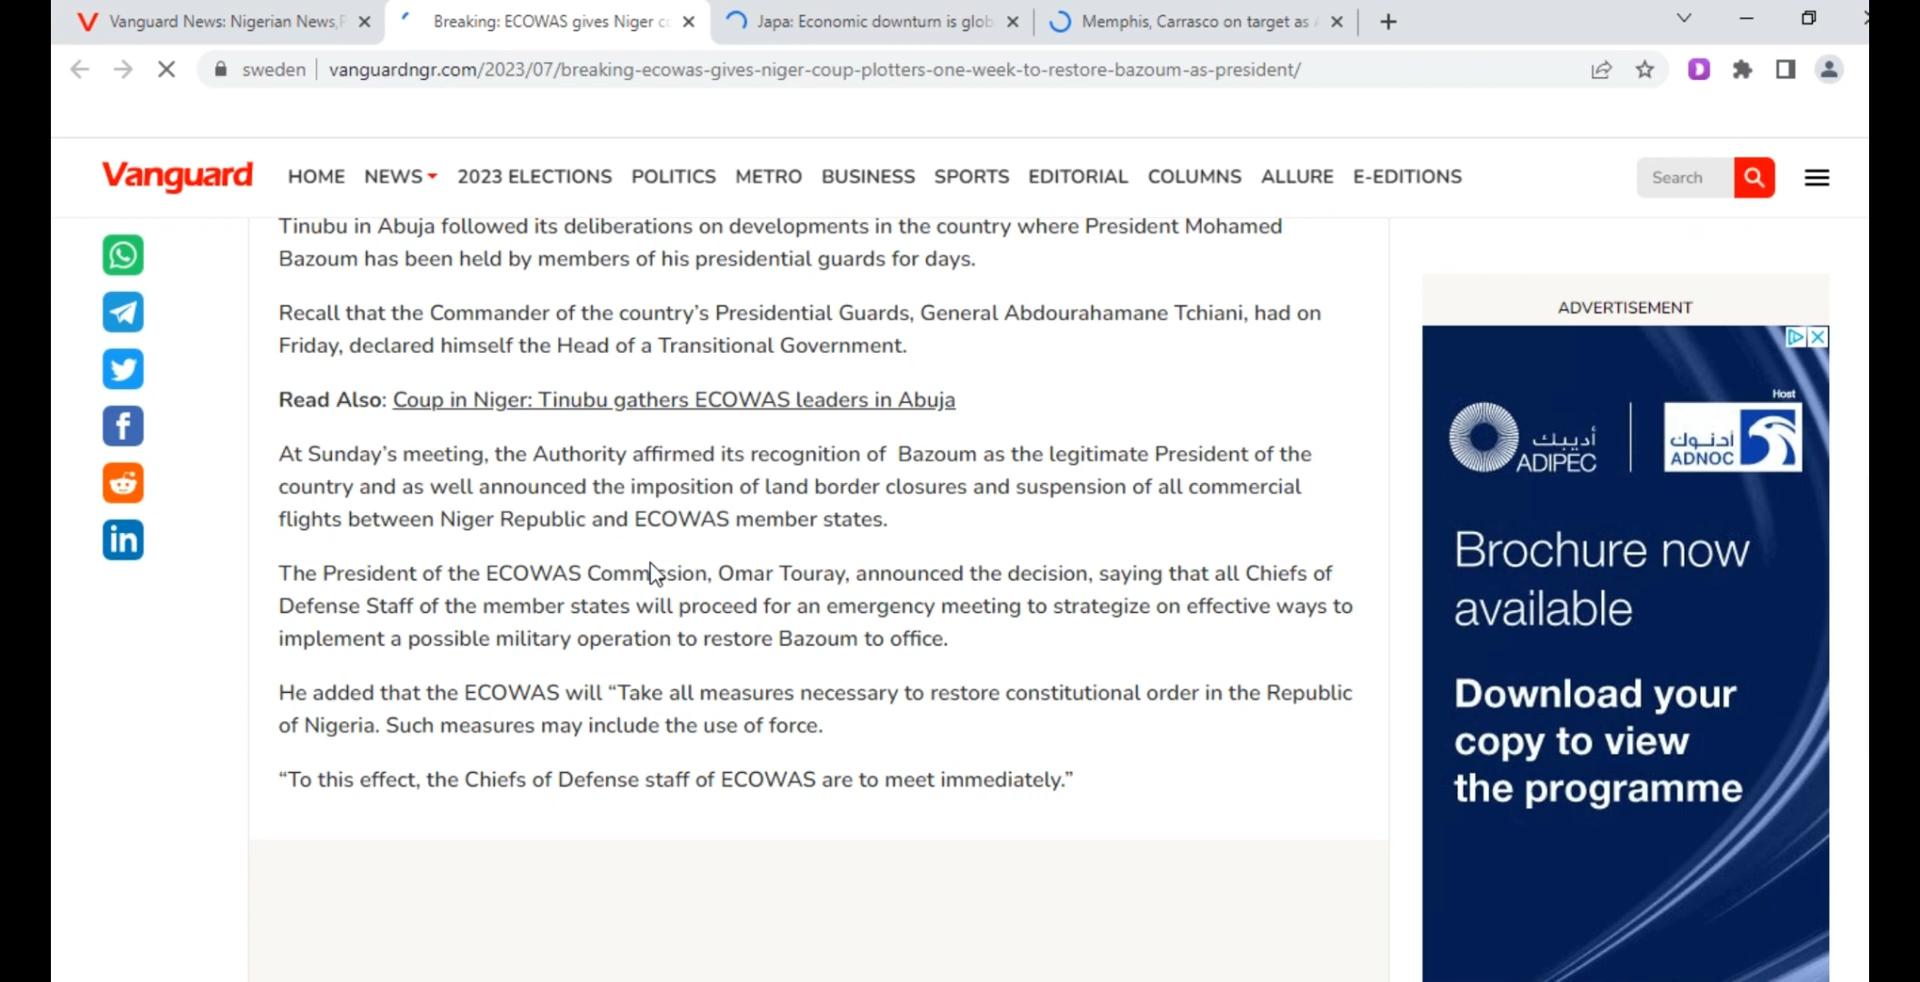 Vanguard News: Nigerian News,
Breaking: ECOWAS gives Niger
Japa: Economic downturn is glob
Memphis, Carrasco on target as
sweden
vanguardngr.com/2023/07/breaking-ecowas-gives-niger-coup-plotters-one-week-to-restore-bazoum-as-president/
D
Vanguard
HOME NEWS 2023 ELECTIONS POLITICS METRO BUSINESS SPORTS EDITORIAL COLUMNS ALLURE E-EDITIONS
Search
Tinubu in Abuja followed its deliberations on developments in the country where President Mohamed
Bazoum has been held by members of his presidential guards for days.
Recall that the Commander of the country’s Presidential Guards, General Abdourahamane Tchiani, had on
Friday, declared himself the Head of a Transitional Government.
Read Also: Coup in Niger: Tinubu gathers ECOWAS leaders in Abuja
At Sunday’s meeting, the Authority affirmed its recognition of Bazoum as the legitimate President of the
country and as well announced the imposition of land border closures and suspension of all commercial
flights between Niger Republic and ECOWAS member states.
The President of the ECOWAS Commission, Omar Touray, announced the decision, saying that all Chiefs of
Defense Staff of the member states will proceed for an emergency meeting to strategize on effective ways to
implement a possible military operation to restore Bazoum to office.
He added that the ECOWAS will “Take all measures necessary to restore constitutional order in the Republic
of Nigeria. Such measures may include the use of force.
“To this effect, the Chiefs of Defense staff of ECOWAS are to meet immediately.”
ADVERTISEMENT
Host
أديبك
ADIPEC
أدنوك
ADNOC
Brochure now
available
Download your
copy to view
the programme